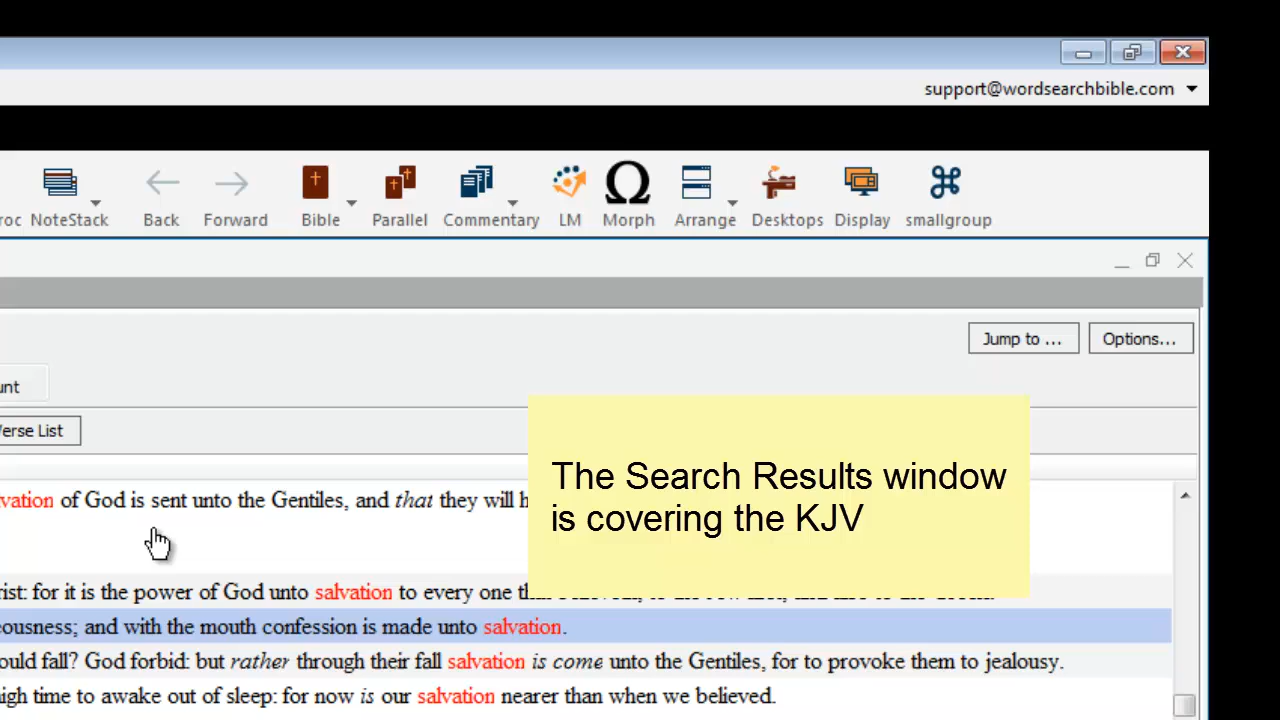 support@wordsearchbible.com
roc NoteStack Back Forward Bible Parallel Commentary LM Morph Arrange Desktops Display smallgroup
Jump to ... Options...
unt
Verse List
The Search Results window
is covering the KJV
vation of God is sent unto the Gentiles, and that they will h
rist: for it is the power of God unto salvation to every one
eousness; and with the mouth confession is made unto salvation.
ould fall? God forbid: but rather through their fall salvation is come unto the Gentiles, for to provoke them to jealousy.
high time to awake out of sleep: for now is our salvation nearer than when we believed.